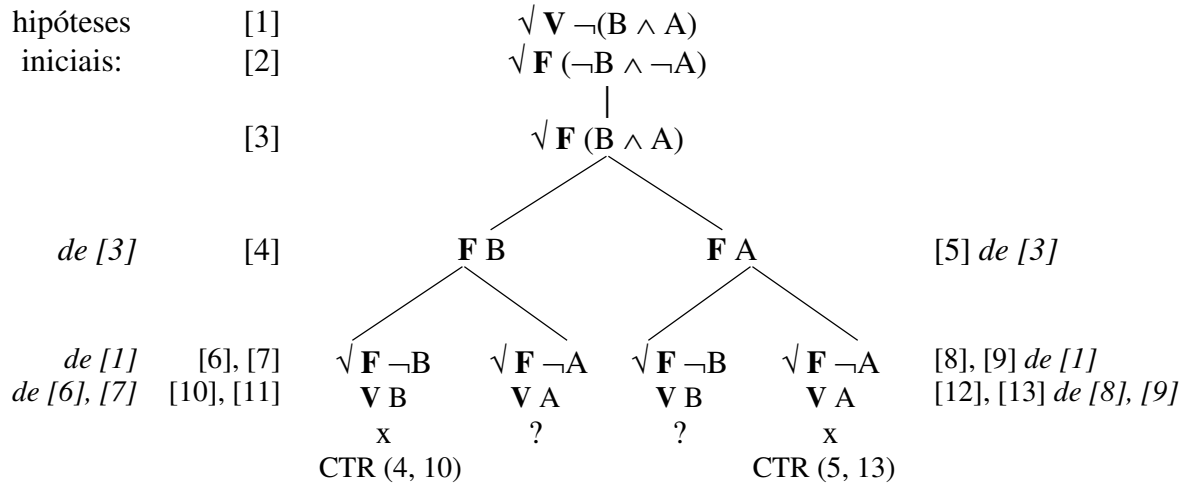 hipóteses [1] √ V ¬(B ∧ A)
iniciais: [2] √ F (¬B ∧ ¬A)
[3] √ F (B ∧ A)
de [3] [4] F B F A [5] de [3]
de [1] [6], [7] √ F ¬B √ F ¬A √ F ¬B √ F ¬A [8], [9] de [1]
de [6], [7] [10], [11] V B V A V B V A [12], [13] de [8], [9]
x ? ? x
CTR (4, 10) CTR (5, 13)